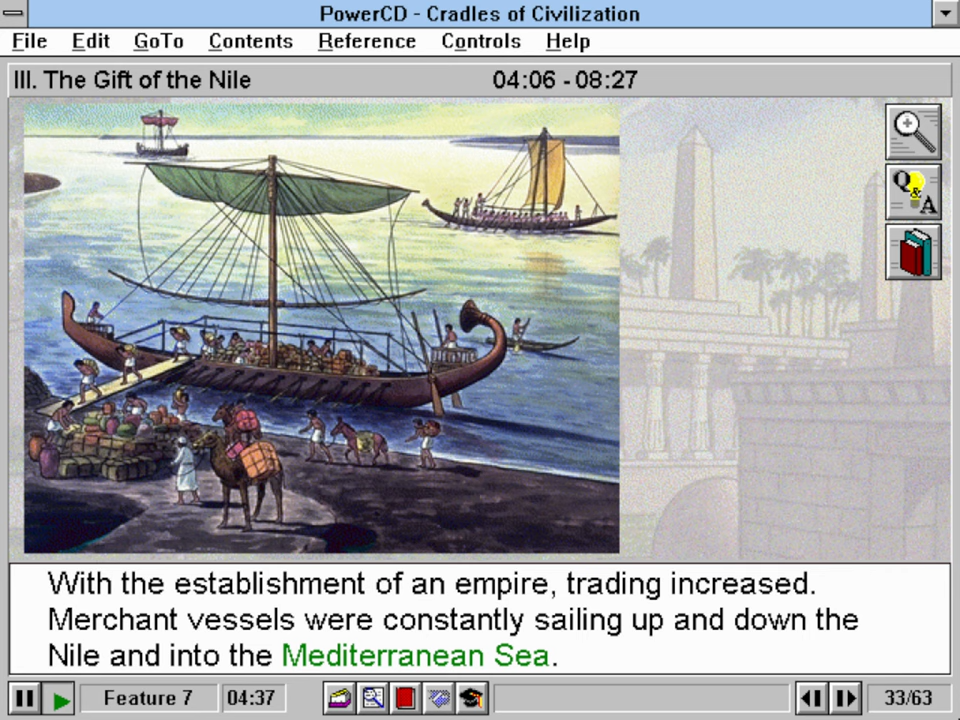 PowerCD - Cradles of Civilization
File Edit GoTo Contents Reference Controls Help
III. The Gift of the Nile 04:06 - 08:27
Q & A
With the establishment of an empire, trading increased.
Merchant vessels were constantly sailing up and down the
Nile and into the Mediterranean Sea.
Feature 7 04:37 33/63